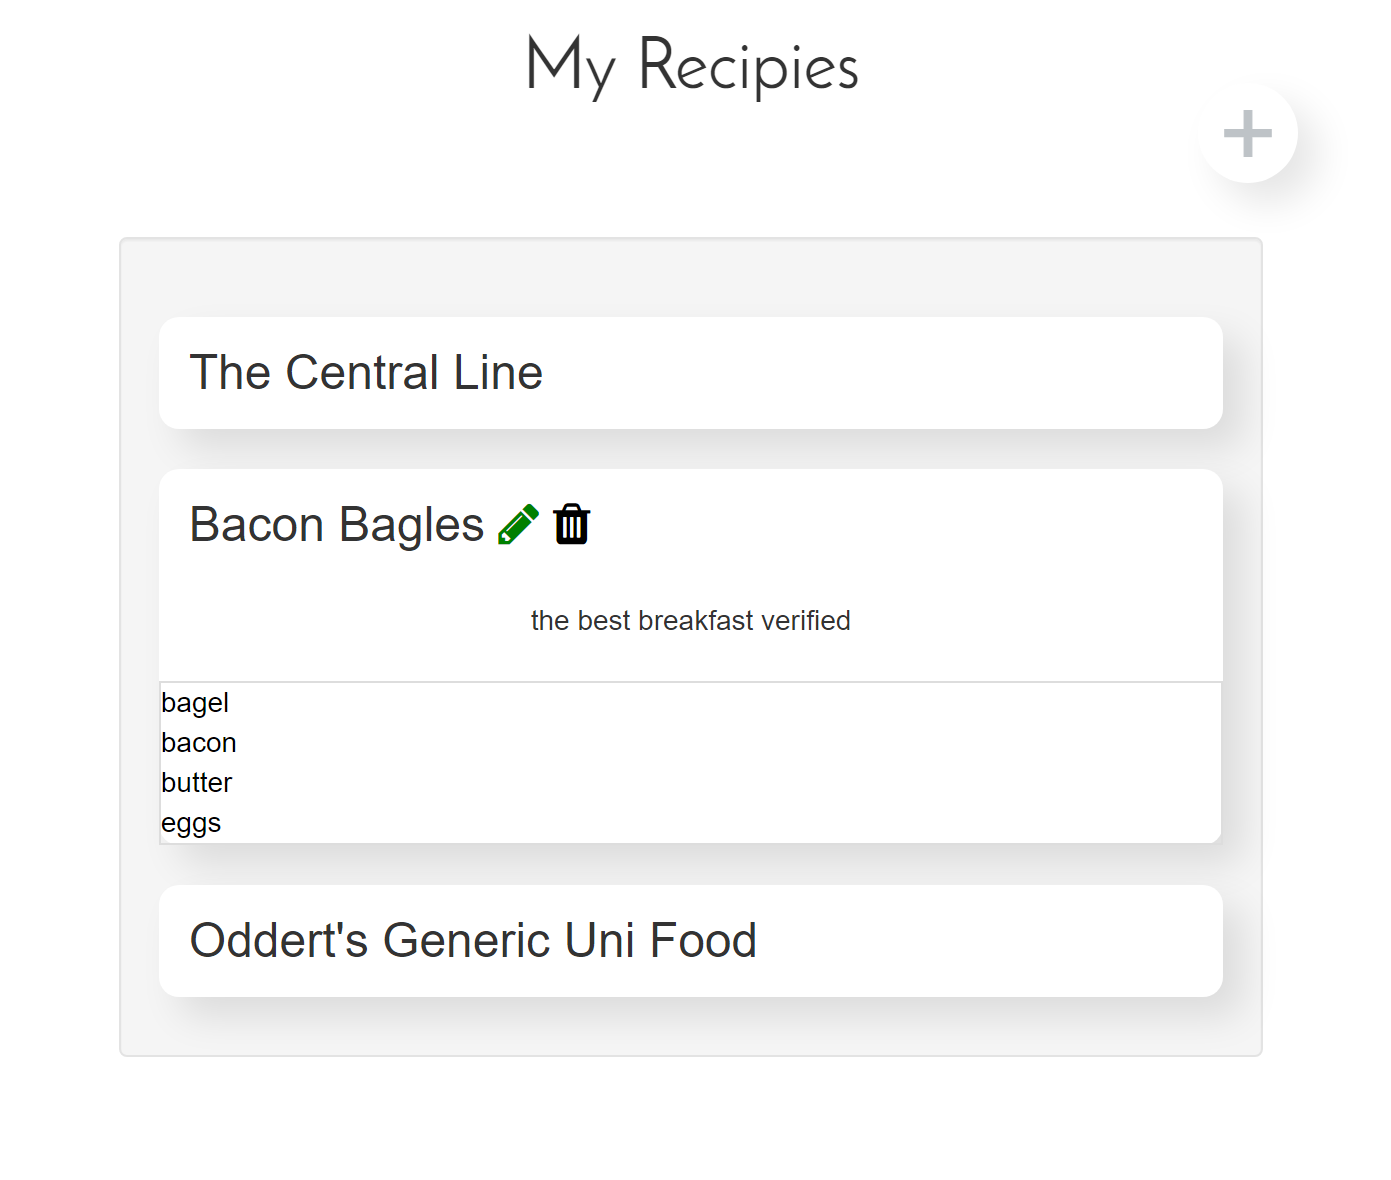 My Recipies
The Central Line
Bacon Bagles
the best breakfast verified
bagel
bacon
butter
eggs
Oddert's Generic Uni Food